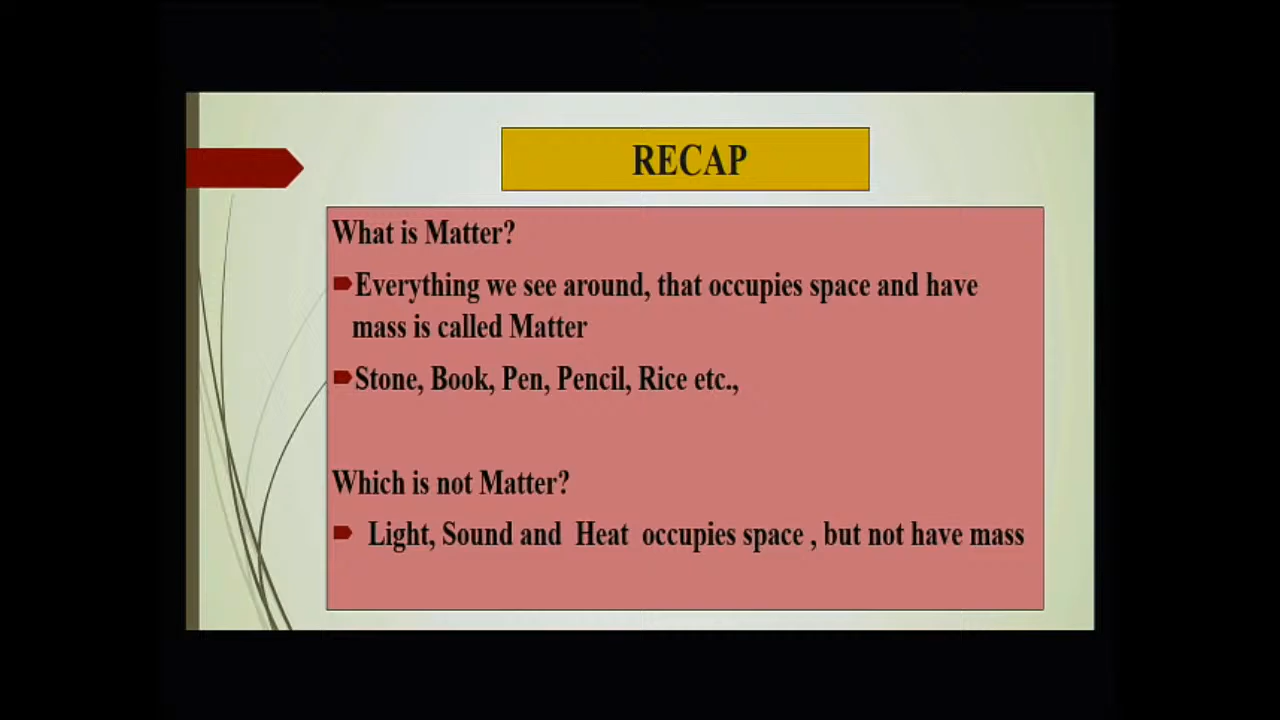 RECAP
What is Matter?
Everything we see around, that occupies space and have
mass is called Matter
Stone, Book, Pen, Pencil, Rice etc.,
Which is not Matter?
Light, Sound and Heat occupies space , but not have mass